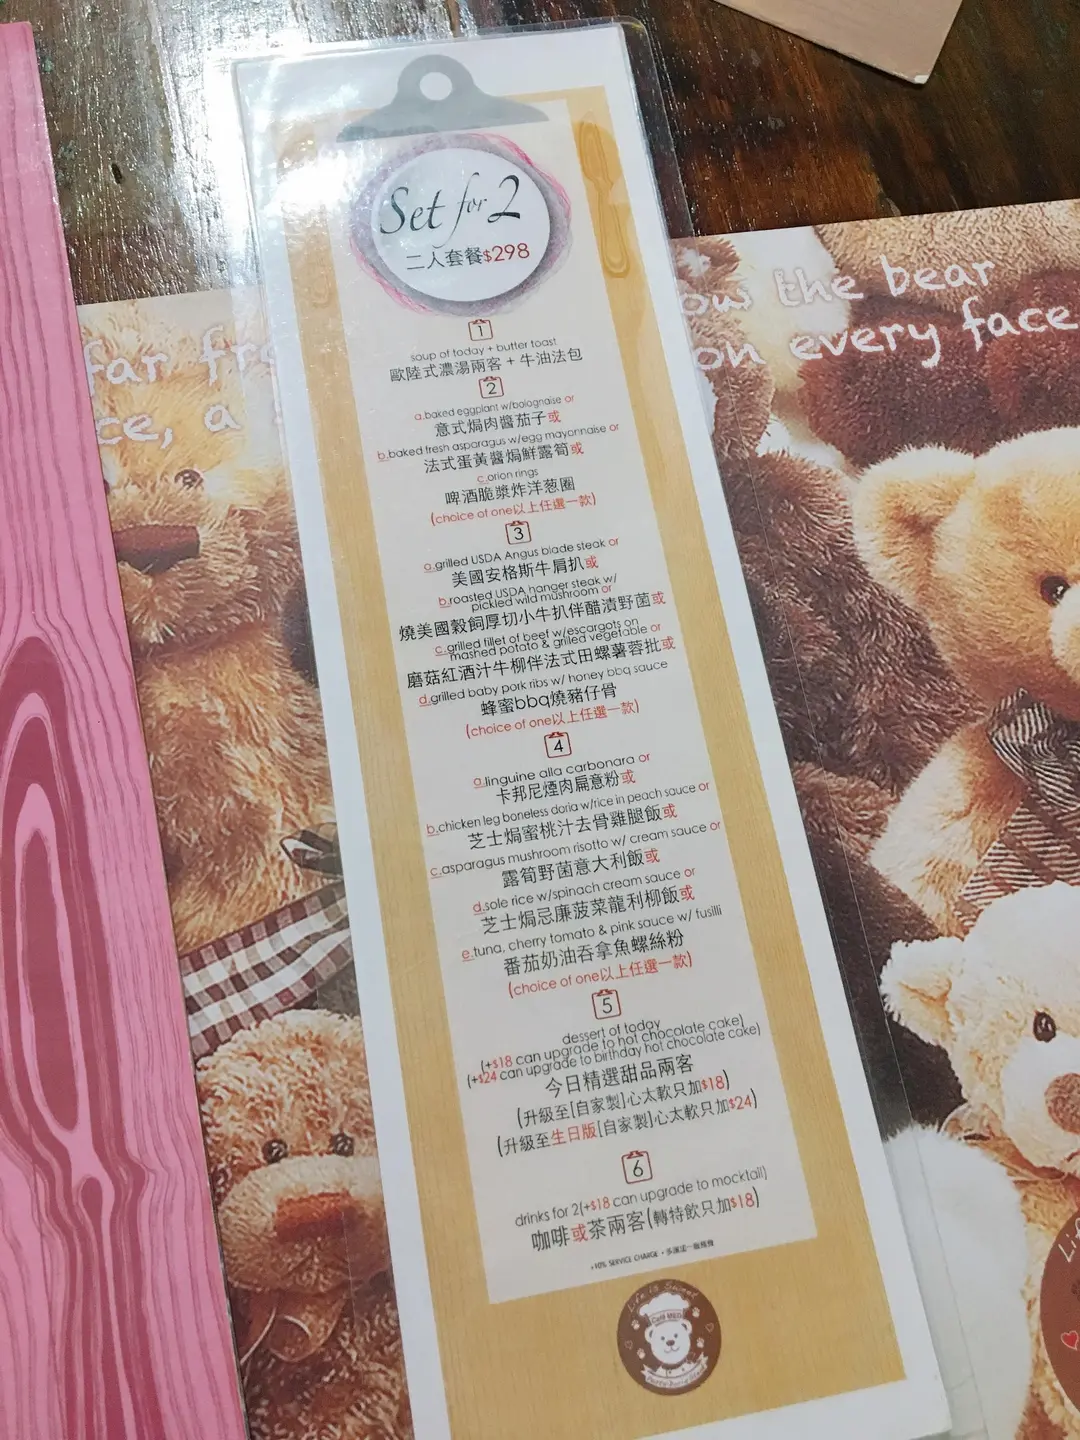 Set for 2
二人套餐$298
1
soup of today + butter toast
歐陸式濃湯兩客 + 牛油法包
2
a.baked eggplant w/bolognaise or
意式焗肉醬茄子或
b.baked fresh asparagus w/egg mayonnaise or
法式蛋黃醬焗鮮露筍或
c.onion rings
啤酒脆漿炸洋蔥圈
(choice of one以上任選一款)
3
a.grilled USDA Angus blade steak or
美國安格斯牛肩扒或
b.roasted USDA hanger steak w/
pickled wild mushroom or
燒美國穀飼厚切小牛扒伴醋漬野菌或
c.grilled fillet of beef w/escargots on
mashed potato & grilled vegetable or
磨菇紅酒汁牛柳伴法式田螺薯蓉批或
d.grilled baby pork ribs w/ honey bbq sauce
蜂蜜bbq燒豬仔骨
(choice of one以上任選一款)
4
a.linguine alla carbonara or
卡邦尼煙肉扁意粉或
b.chicken leg boneless doria w/rice in peach sauce or
芝士焗蜜桃汁去骨雞腿飯或
c.asparagus mushroom risotto w/ cream sauce or
露筍野菌意大利飯或
d.sole rice w/spinach cream sauce or
芝士焗忌廉菠菜龍利柳飯或
e.tuna, cherry tomato & pink sauce w/ fusilli
番茄奶油吞拿魚螺絲粉
(choice of one以上任選一款)
5
dessert of today
(+$18 can upgrade to hot chocolate cake)
(+$24 can upgrade to birthday hot chocolate cake)
今日精選甜品兩客
(升級至[自家製]心太軟只加$18)
(升級至生日版[自家製]心太軟只加$24)
6
drinks for 2(+$18 can upgrade to mocktail)
咖啡或茶兩客(轉特飲只加$18)
+10% SERVICE CHARGE · 多謝加一服務費
Life is Sweet
far fr
ce, a
ow the bear
on every face